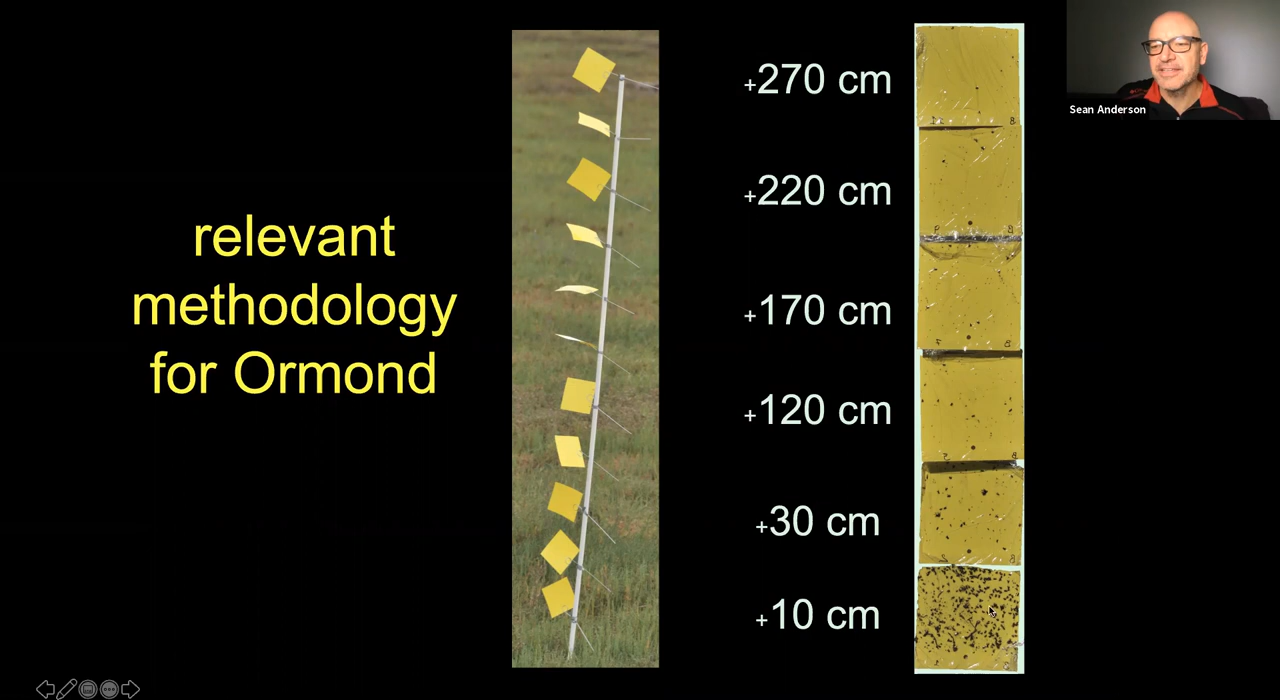 relevant
methodology
for Ormond
+270 cm
+220 cm
+170 cm
+120 cm
+30 cm
+10 cm
Sean Anderson